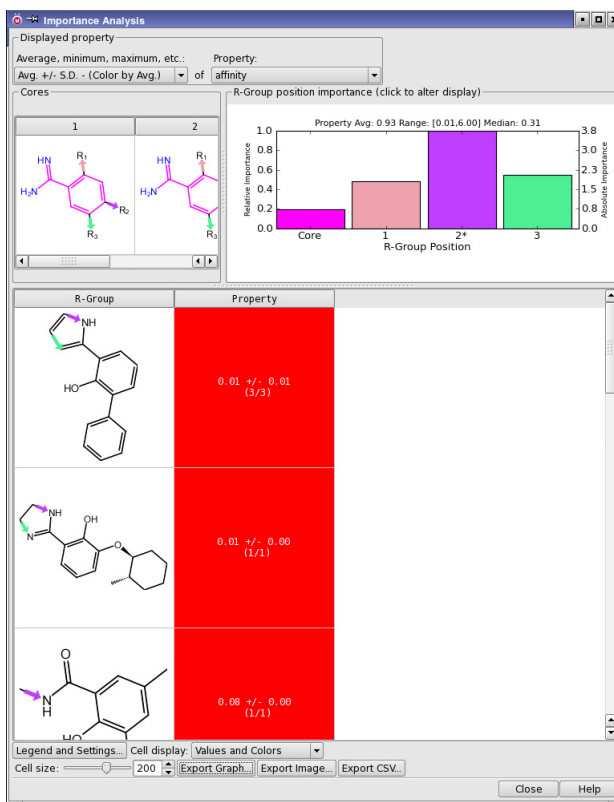 Importance Analysis
Displayed property
Average, minimum, maximum, etc.: Property:
Avg. +/- S.D. - (Color by Avg.) of affinity
Cores
R-Group position importance (click to alter display)
1 2
HN R1 H2N R2 R3
HN R1 H2N R3
Property Avg: 0.93 Range: [0.01,6.00] Median: 0.31
Relative Importance
1.0 0.8 0.6 0.4 0.2 0.0
3.8 3.0 2.3 1.5 0.8 0.0
Absolute Importance
Core 1 2* 3
R-Group Position
R-Group Property
NH
HO
0.01 +/- 0.01
(3/3)
NH OH
N O
0.01 +/- 0.00
(1/1)
O
N
H
HO
0.08 +/- 0.00
(1/1)
Legend and Settings... Cell display: Values and Colors
Cell size: 200 Export Graph... Export Image... Export CSV...
Close Help